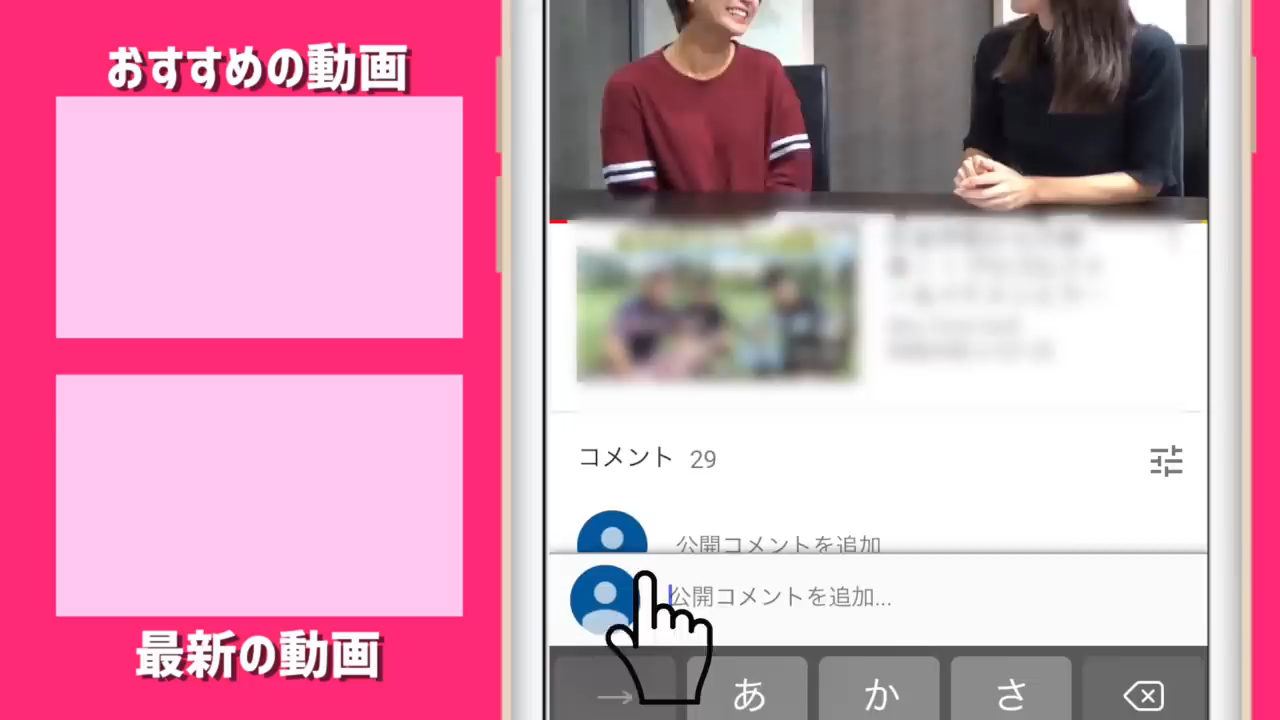 おすすめの動画
最新の動画
コメント 29
公開コメントを追加
公開コメントを追加...
→ あ か さ